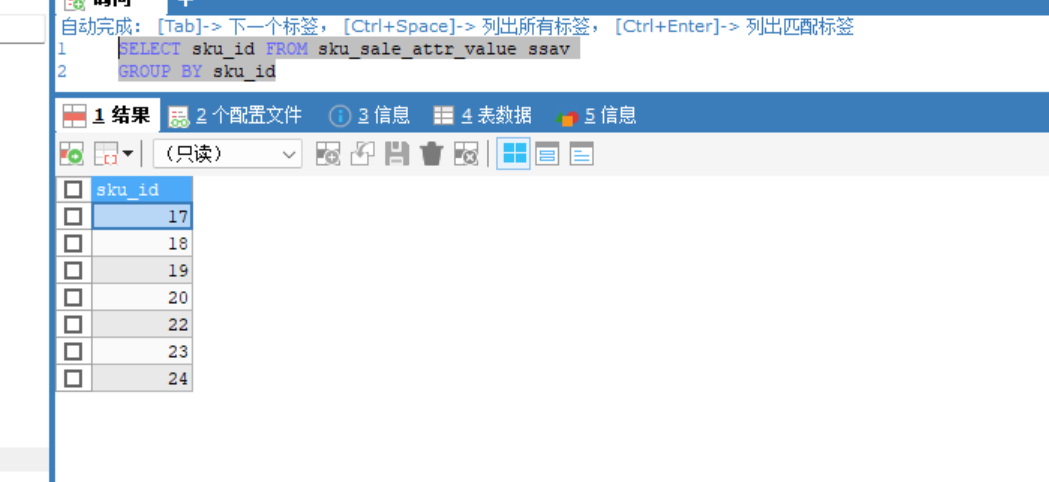 自动完成： [Tab]-> 下一个标签， [Ctrl+Space]-> 列出所有标签， [Ctrl+Enter]-> 列出匹配标签
1 SELECT sku_id FROM sku_sale_attr_value ssav
2 GROUP BY sku_id
1 结果 2 个配置文件 3 信息 4 表数据 5 信息
（只读）
sku_id
17
18
19
20
22
23
24